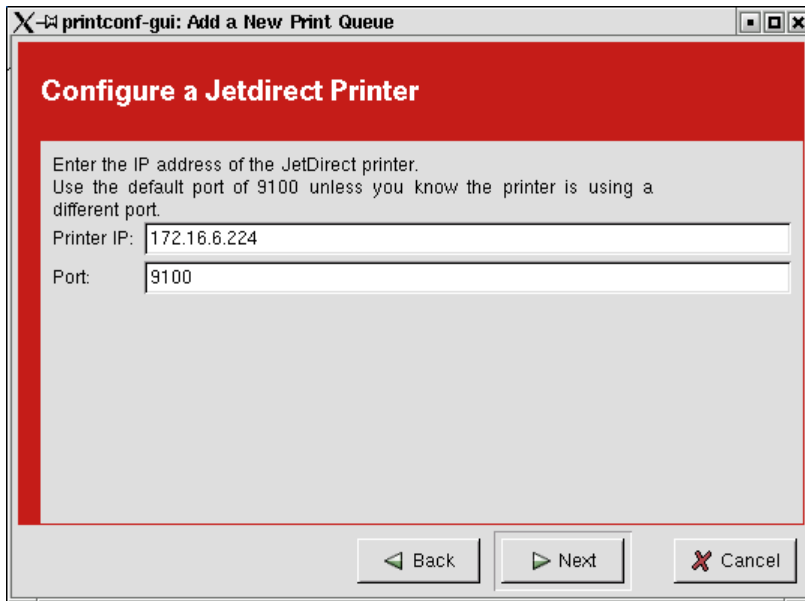 printconf-gui: Add a New Print Queue
Configure a Jetdirect Printer
Enter the IP address of the JetDirect printer.
Use the default port of 9100 unless you know the printer is using a
different port.
Printer IP: 172.16.6.224
Port: 9100
Back Next Cancel